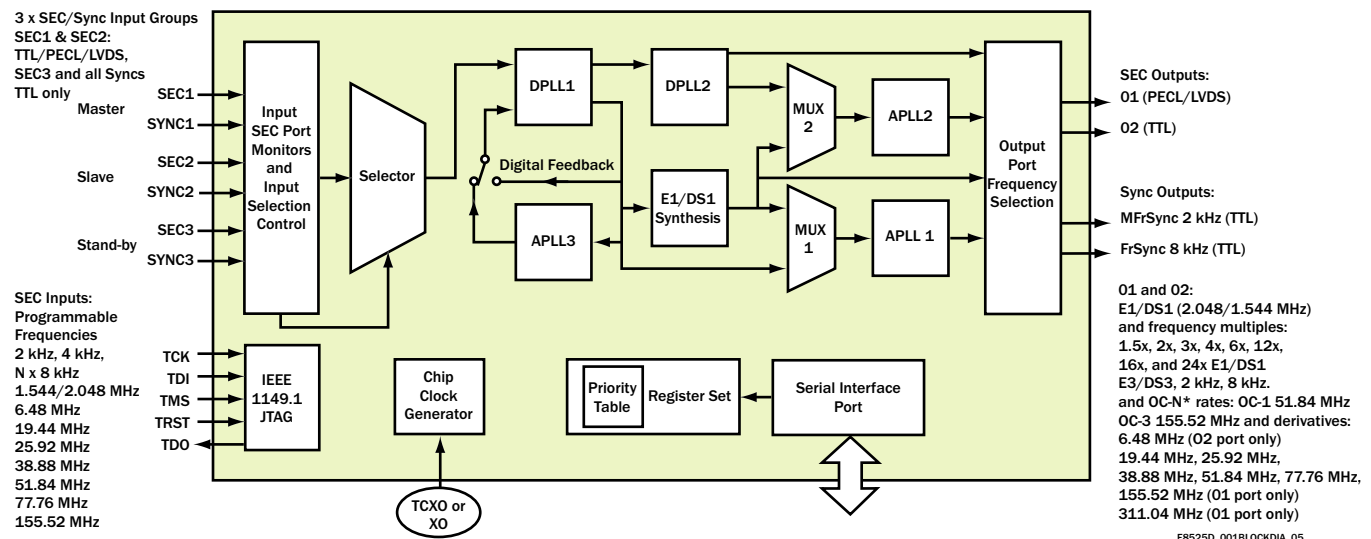 3 x SEC/Sync Input Groups
SEC1 & SEC2:
TTL/PECL/LVDS,
SEC3 and all Syncs
TTL only
Master
Slave
Stand-by
SEC1
SYNC1
SEC2
SYNC2
SEC3
SYNC3
SEC Inputs:
Programmable
Frequencies
2 kHz, 4 kHz,
N x 8 kHz
1.544/2.048 MHz
6.48 MHz
19.44 MHz
25.92 MHz
38.88 MHz
51.84 MHz
77.76 MHz
155.52 MHz
TCK
TDI
TMS
TRST
TDO
Input
SEC Port
Monitors
and
Input
Selection
Control
IEEE
1149.1
JTAG
Selector
DPLL1
Digital Feedback
APLL3
DPLL2
E1/DS1
Synthesis
MUX
2
MUX
1
APLL2
APLL 1
Output
Port
Frequency
Selection
Chip
Clock
Generator
TCXO or
XO
Priority
Table
Register Set
Serial Interface
Port
SEC Outputs:
01 (PECL/LVDS)
02 (TTL)
Sync Outputs:
MFrSync 2 kHz (TTL)
FrSync 8 kHz (TTL)
01 and 02:
E1/DS1 (2.048/1.544 MHz)
and frequency multiples:
1.5x, 2x, 3x, 4x, 6x, 12x,
16x, and 24x E1/DS1
E3/DS3, 2 kHz, 8 kHz.
and OC-N* rates: OC-1 51.84 MHz
OC-3 155.52 MHz and derivatives:
6.48 MHz (O2 port only)
19.44 MHz, 25.92 MHz,
38.88 MHz, 51.84 MHz, 77.76 MHz,
155.52 MHz (01 port only)
311.04 MHz (01 port only)
F8525D_001BLOCKDIA_05